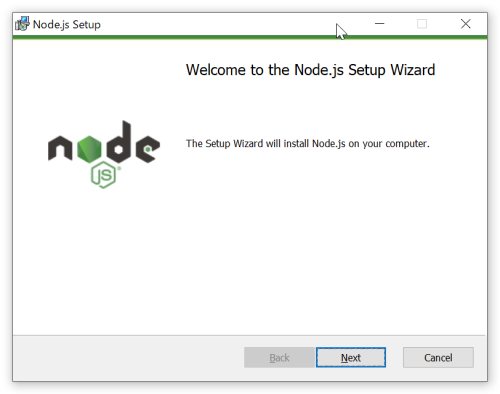 Node.js Setup
Welcome to the Node.js Setup Wizard
The Setup Wizard will install Node.js on your computer.
node
JS
Back
Next
Cancel